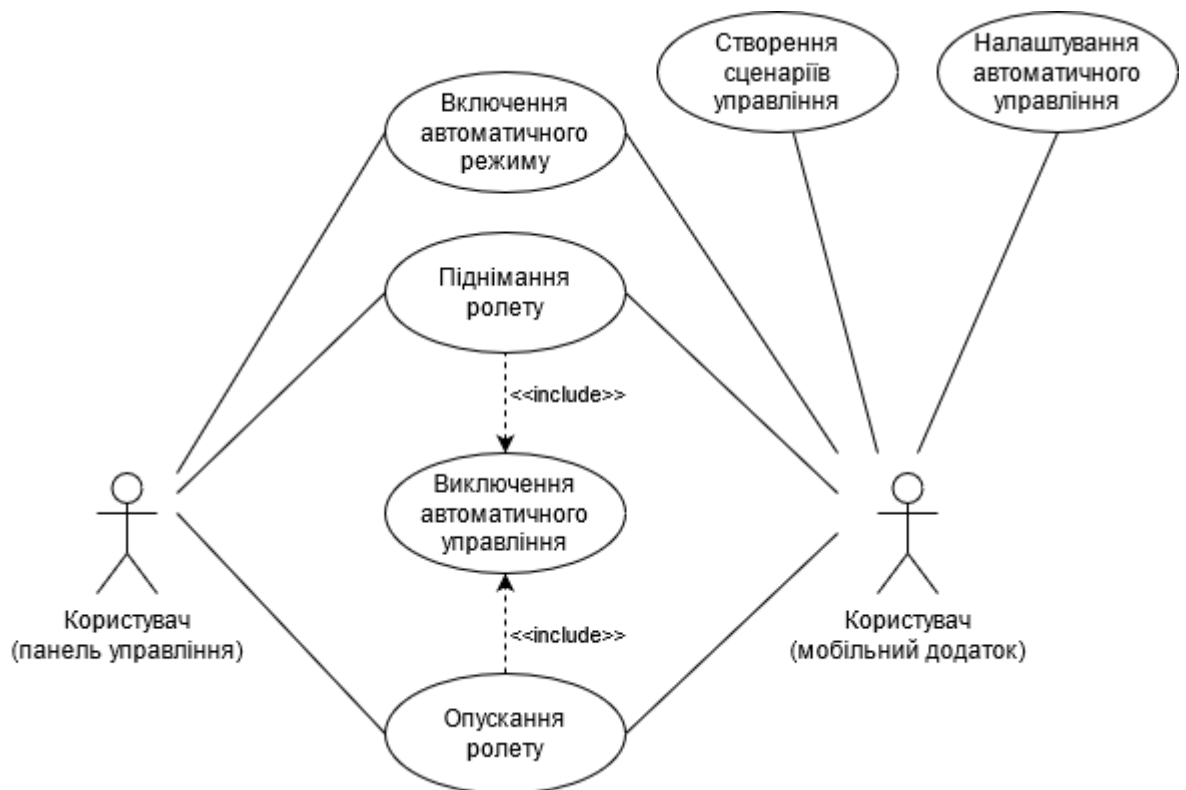 Створення
сценаріїв
управління
Налаштування
автоматичного
управління
Включення
автоматичного
режиму
Піднімання
ролету
<<include>>
Виключення
автоматичного
управління
Користувач
(панель управління)
Користувач
(мобільний додаток)
<<include>>
Опускання
ролету